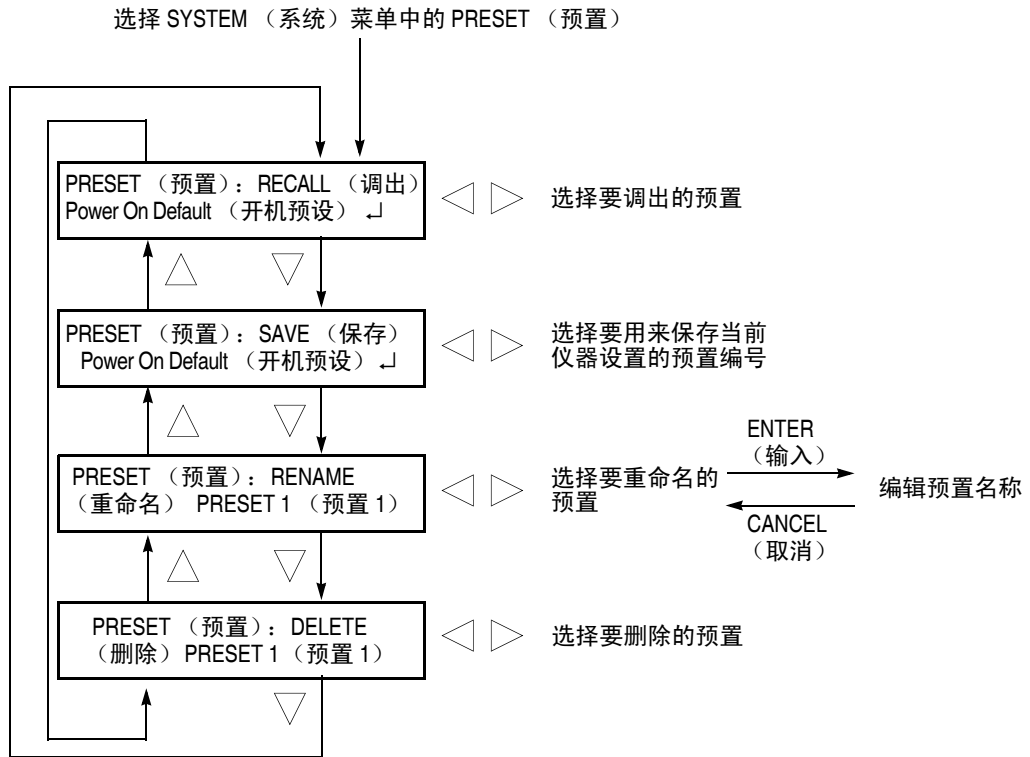 选择 SYSTEM （系统）菜单中的 PRESET （预置）
PRESET （预置）：RECALL （调出）
Power On Default （开机预设） ↵
选择要调出的预置
PRESET （预置）：SAVE （保存）
Power On Default （开机预设） ↵
选择要用来保存当前
仪器设置的预置编号
PRESET （预置）：RENAME
（重命名） PRESET 1 （预置 1）
选择要重命名的
预置
ENTER
（输入）
CANCEL
（取消）
编辑预置名称
PRESET （预置）：DELETE
（删除） PRESET 1 （预置 1）
选择要删除的预置